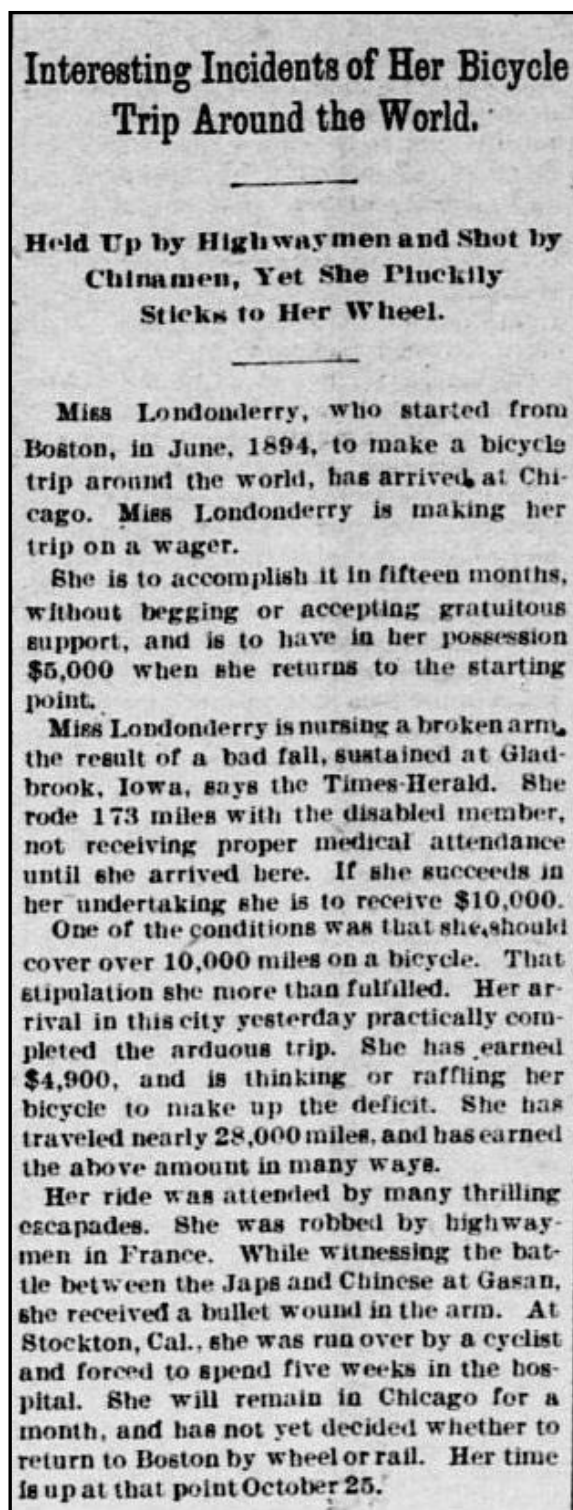 Interesting Incidents of Her Bicycle
Trip Around the World.
Held Up by Highwaymen and Shot by
Chinamen, Yet She Pluckily
Sticks to Her Wheel.
Miss Londonderry, who started from
Boston, in June, 1894, to make a bicycle
trip around the world, has arrived at Chi-
cago. Miss Londonderry is making her
trip on a wager.
She is to accomplish it in fifteen months,
without begging or accepting gratuitous
support, and is to have in her possession
$5,000 when she returns to the starting
point.
Miss Londonderry is nursing a broken arm,
the result of a bad fall, sustained at Glad-
brook, Iowa, says the Times-Herald. She
rode 173 miles with the disabled member,
not receiving proper medical attendance
until she arrived here. If she succeeds in
her undertaking she is to receive $10,000.
One of the conditions was that she should
cover over 10,000 miles on a bicycle. That
stipulation she more than fulfilled. Her ar-
rival in this city yesterday practically com-
pleted the arduous trip. She has earned
$4,900, and is thinking or raffling her
bicycle to make up the deficit. She has
traveled nearly 28,000 miles, and has earned
the above amount in many ways.
Her ride was attended by many thrilling
escapades. She was robbed by highway-
men in France. While witnessing the bat-
tle between the Japs and Chinese at Gasan,
she received a bullet wound in the arm. At
Stockton, Cal., she was run over by a cyclist
and forced to spend five weeks in the hos-
pital. She will remain in Chicago for a
month, and has not yet decided whether to
return to Boston by wheel or rail. Her time
is up at that point October 25.